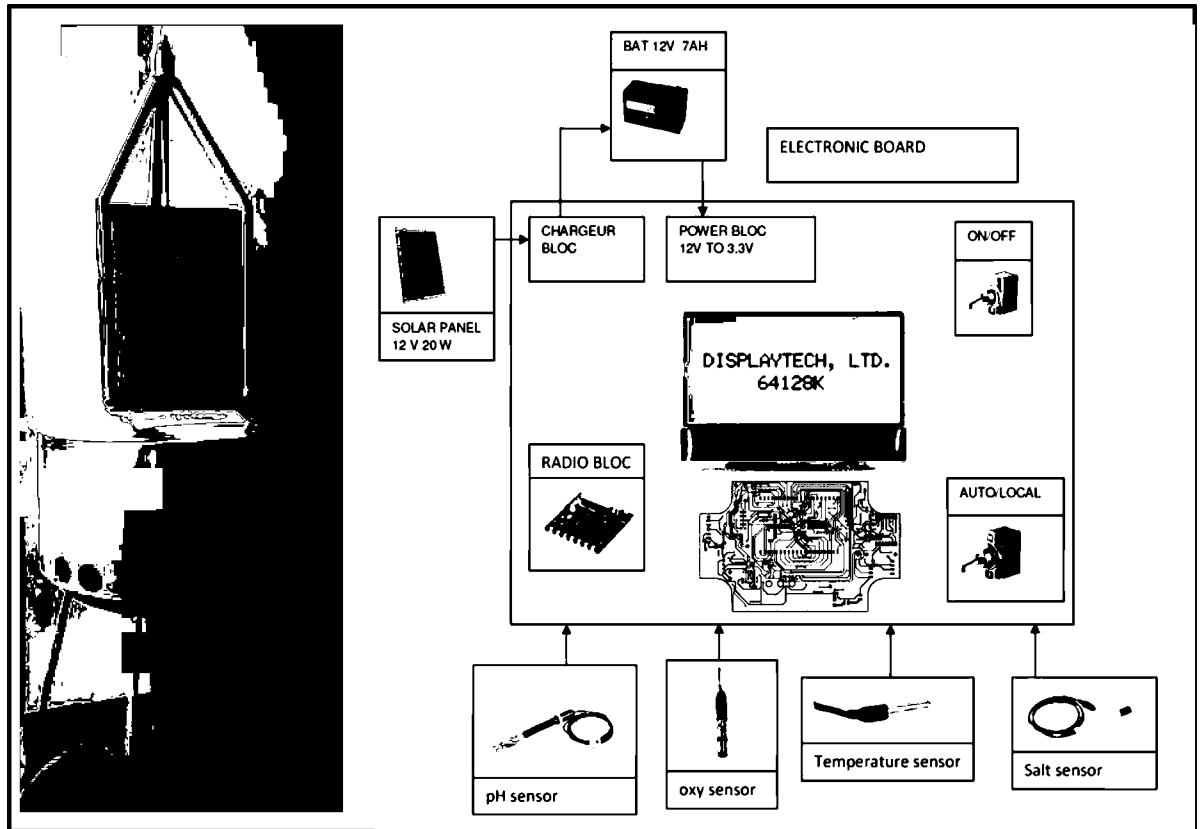 BAT 12V 7AH
ELECTRONIC BOARD
CHARGEUR
BLOC
POWER BLOC
12V TO 3.3V
ON/OFF
SOLAR PANEL
12 V 20 W
DISPLAYTECH, LTD.
64128K
RADIO BLOC
AUTO/LOCAL
pH sensor
oxy sensor
Temperature sensor
Salt sensor